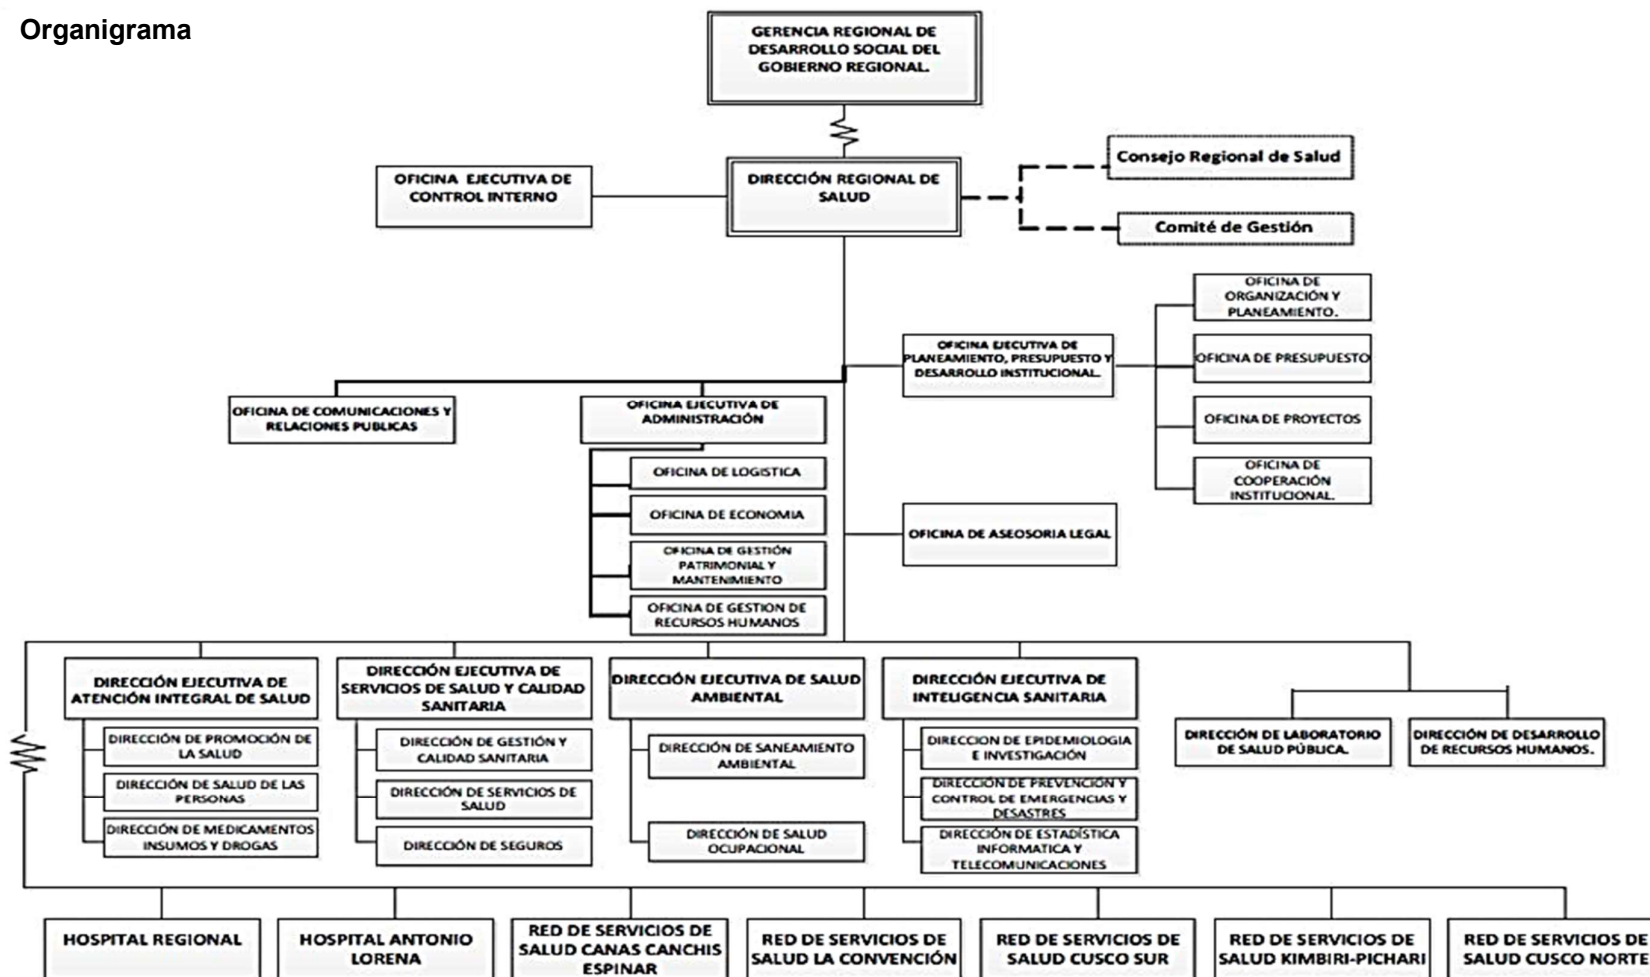 Organigrama
GERENCIA REGIONAL DE
DESARROLLO SOCIAL DEL
GOBIERNO REGIONAL.
OFICINA EJECUTIVA DE
CONTROL INTERNO
DIRECCIÓN REGIONAL DE
SALUD
Consejo Regional de Salud
Comité de Gestión
OFICINA EJECUTIVA DE
PLANEAMIENTO, PRESUPUESTO Y
DESARROLLO INSTITUCIONAL.
OFICINA DE
ORGANIZACIÓN Y
PLANEAMIENTO.
OFICINA DE PRESUPUESTO
OFICINA DE PROYECTOS
OFICINA DE
COOPERACIÓN
INSTITUCIONAL.
OFICINA DE COMUNICACIONES Y
RELACIONES PUBLICAS
OFICINA EJECUTIVA DE
ADMINISTRACIÓN
OFICINA DE LOGISTICA
OFICINA DE ECONOMIA
OFICINA DE GESTIÓN
PATRIMONIAL Y
MANTENIMIENTO
OFICINA DE GESTION DE
RECURSOS HUMANOS
OFICINA DE ASEOSORIA LEGAL
DIRECCIÓN EJECUTIVA DE
ATENCIÓN INTEGRAL DE SALUD
DIRECCIÓN DE PROMOCIÓN DE
LA SALUD
DIRECCIÓN DE SALUD DE LAS
PERSONAS
DIRECCIÓN DE MEDICAMENTOS
INSUMOS Y DROGAS
DIRECCIÓN EJECUTIVA DE
SERVICIOS DE SALUD Y CALIDAD
SANITARIA
DIRECCIÓN DE GESTIÓN Y
CALIDAD SANITARIA
DIRECCIÓN DE SERVICIOS DE
SALUD
DIRECCIÓN DE SEGUROS
DIRECCIÓN EJECUTIVA DE SALUD
AMBIENTAL
DIRECCIÓN DE SANEAMIENTO
AMBIENTAL
DIRECCIÓN DE SALUD
OCUPACIONAL
DIRECCIÓN EJECUTIVA DE
INTELIGENCIA SANITARIA
DIRECCION DE EPIDEMIOLOGIA
E INVESTIGACIÓN
DIRECCIÓN DE PREVENCIÓN Y
CONTROL DE EMERGENCIAS Y
DESASTRES
DIRECCIÓN DE ESTADÍSTICA
INFORMATICA Y
TELECOMUNICACIONES
DIRECCIÓN DE LABORATORIO
DE SALUD PÚBLICA.
DIRECCIÓN DE DESARROLLO
DE RECURSOS HUMANOS.
HOSPITAL REGIONAL
HOSPITAL ANTONIO
LORENA
RED DE SERVICIOS DE
SALUD CANAS CANCHIS
ESPINAR
RED DE SERVICIOS DE
SALUD LA CONVENCIÓN
RED DE SERVICIOS DE
SALUD CUSCO SUR
RED DE SERVICIOS DE
SALUD KIMBIRI-PICHARI
RED DE SERVICIOS DE
SALUD CUSCO NORTE